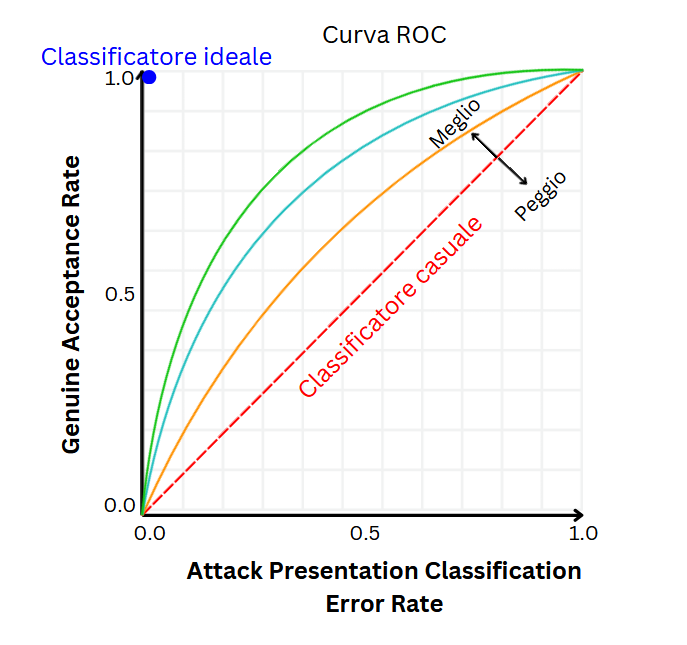 Curva ROC
Classificatore ideale
1.0
Meglio
Peggio
Classificatore casuale
Genuine Acceptance Rate
0.5
0.0
0.0
0.5
1.0
Attack Presentation Classification
Error Rate